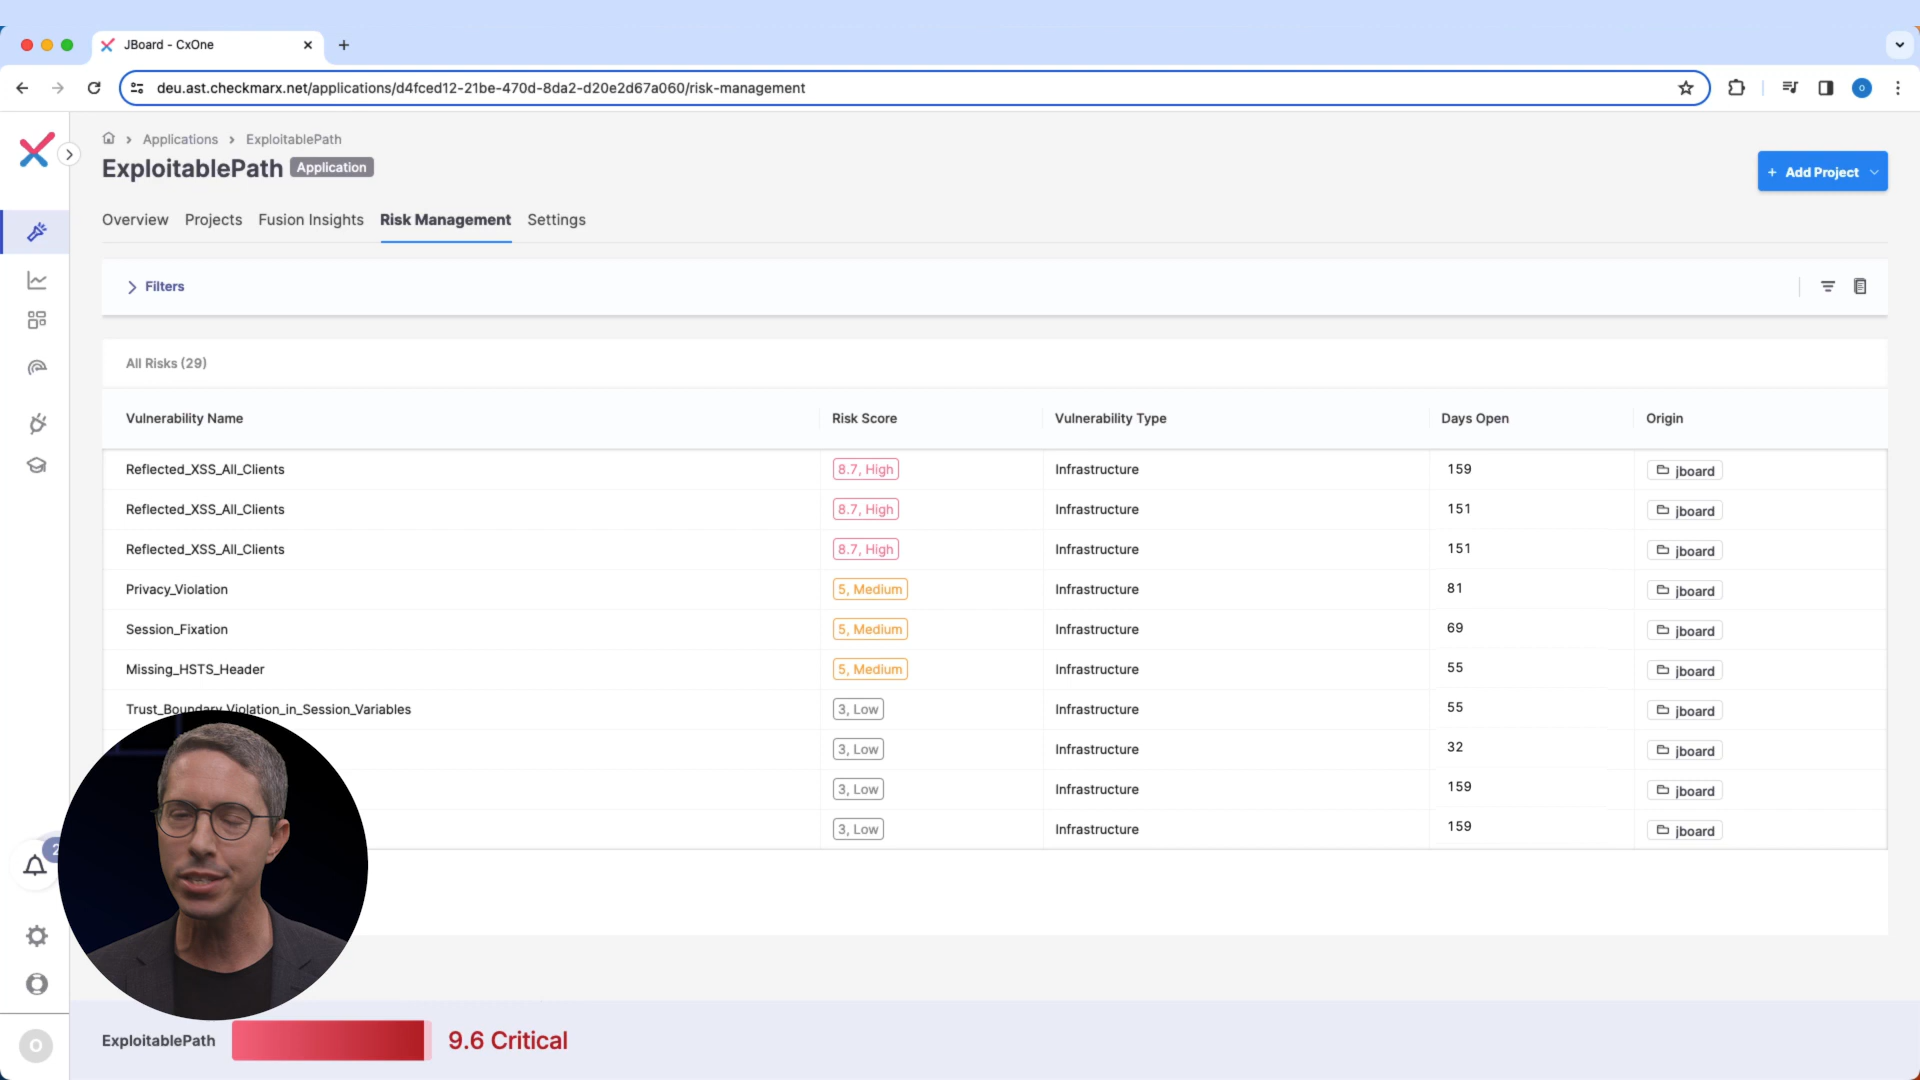 JBoard - CxOne
deu.ast.checkmarx.net/applications/d4fced12-21be-470d-8da2-d20e2d67a060/risk-management
Applications
ExploitablePath
ExploitablePath
Application
+ Add Project
Overview
Projects
Fusion Insights
Risk Management
Settings
Filters
All Risks (29)
Vulnerability Name Risk Score Vulnerability Type Days Open Origin
Reflected_XSS_All_Clients 8.7, High Infrastructure 159 jboard
Reflected_XSS_All_Clients 8.7, High Infrastructure 151 jboard
Reflected_XSS_All_Clients 8.7, High Infrastructure 151 jboard
Privacy_Violation 5, Medium Infrastructure 81 jboard
Session_Fixation 5, Medium Infrastructure 69 jboard
Missing_HSTS_Header 5, Medium Infrastructure 55 jboard
Trust_Boundary_Violation_in_Session_Variables 3, Low Infrastructure 55 jboard
3, Low Infrastructure 32 jboard
3, Low Infrastructure 159 jboard
3, Low Infrastructure 159 jboard
2
O
ExploitablePath
9.6 Critical